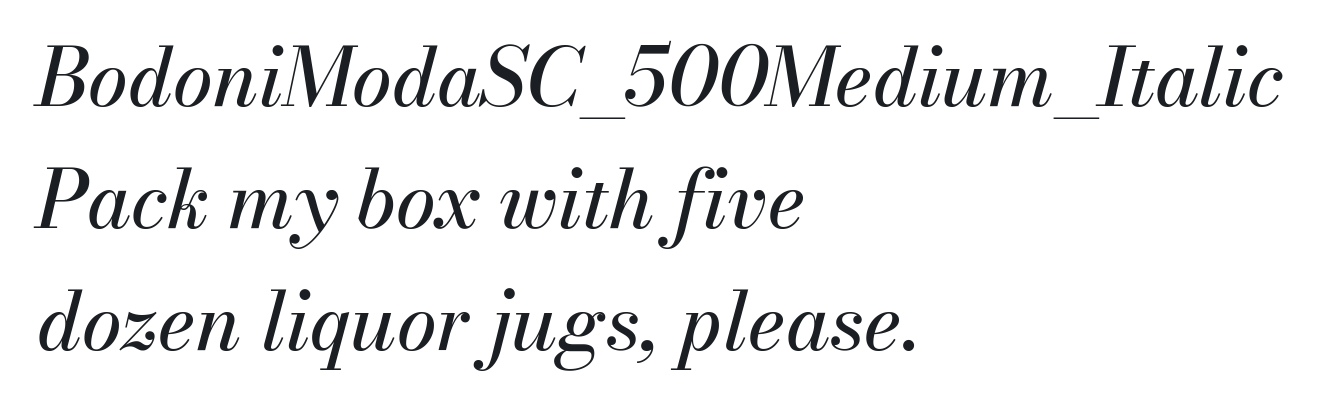 BodoniModaSC_500Medium_Italic
Pack my box with five
dozen liquor jugs, please.